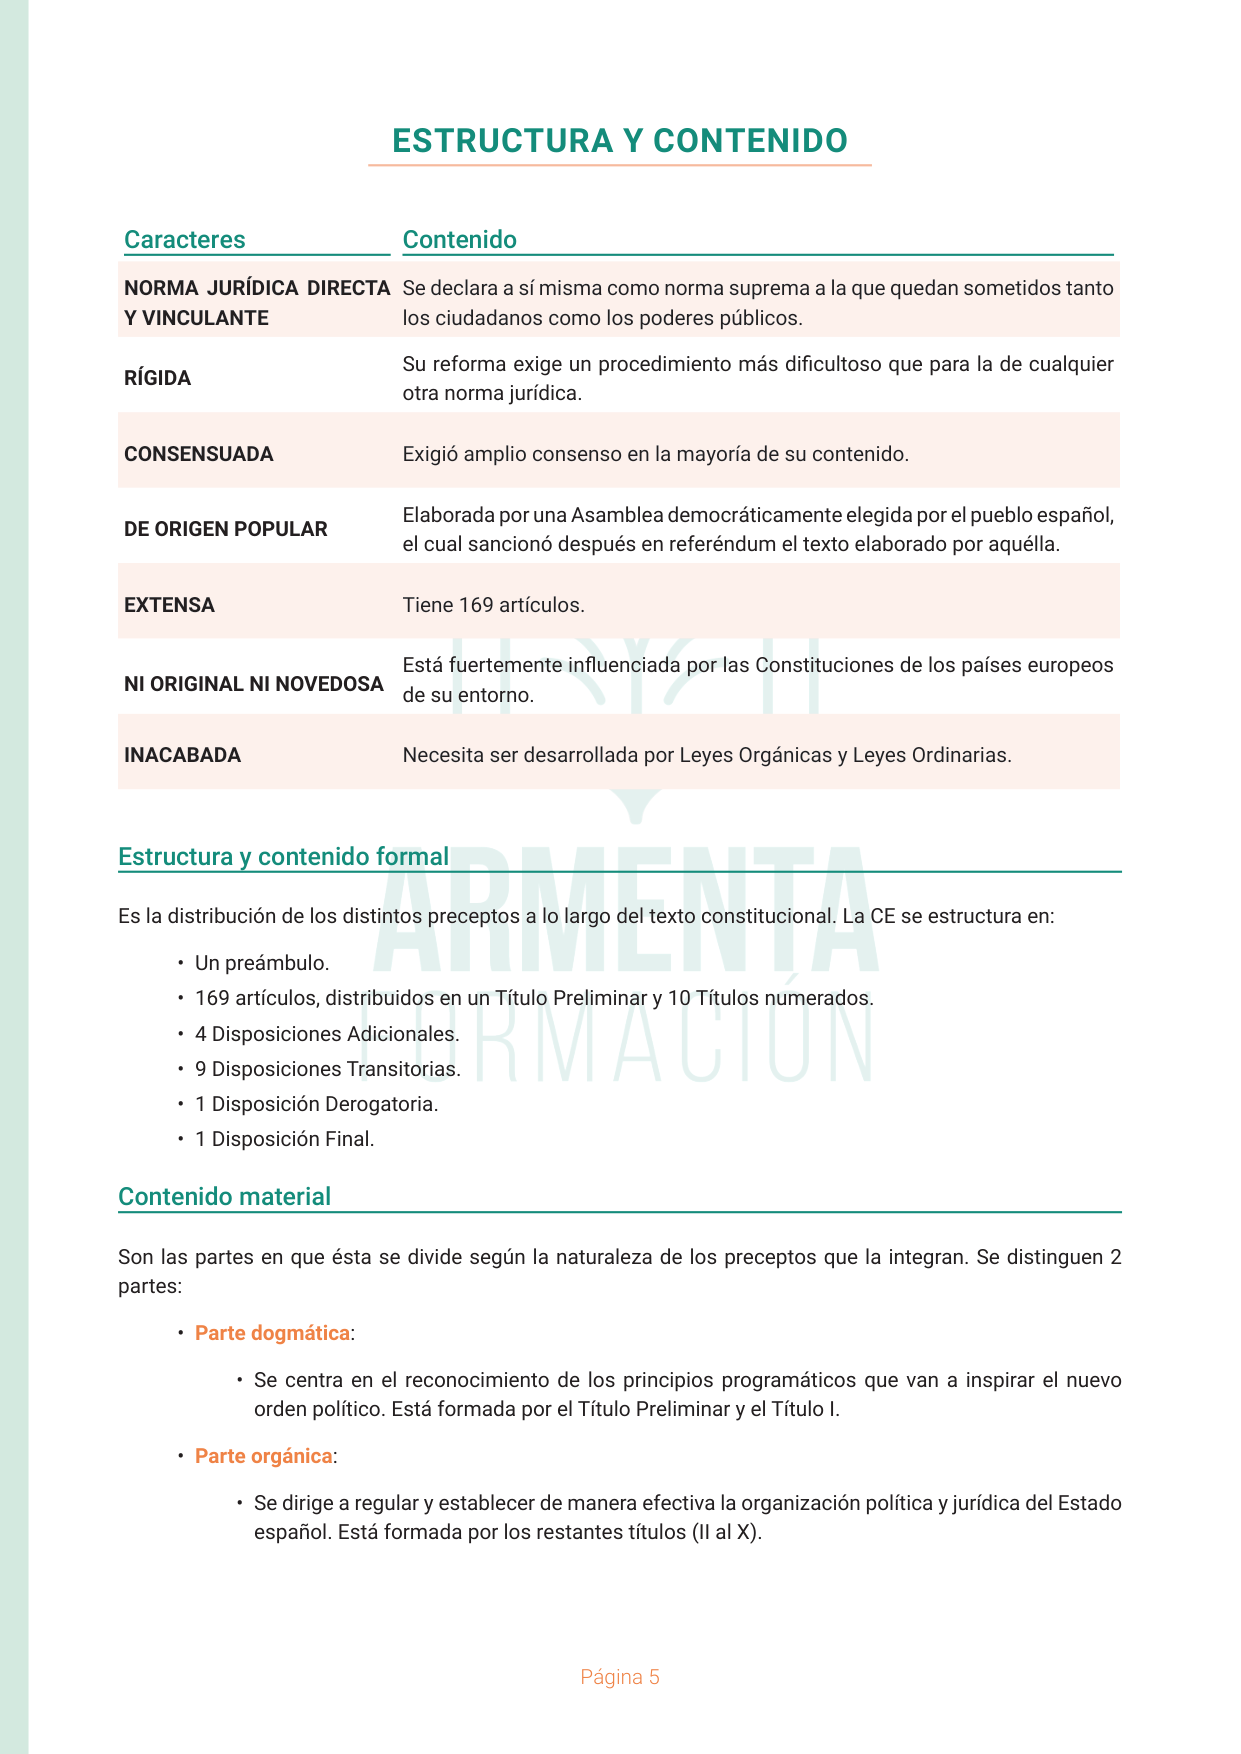 ESTRUCTURA Y CONTENIDO
Caracteres Contenido
NORMA JURÍDICA DIRECTA Y VINCULANTE
Se declara a sí misma como norma suprema a la que quedan sometidos tanto
los ciudadanos como los poderes públicos.
RÍGIDA
Su reforma exige un procedimiento más dificultoso que para la de cualquier
otra norma jurídica.
CONSENSUADA
Exigió amplio consenso en la mayoría de su contenido.
DE ORIGEN POPULAR
Elaborada por una Asamblea democráticamente elegida por el pueblo español,
el cual sancionó después en referéndum el texto elaborado por aquélla.
EXTENSA
Tiene 169 artículos.
NI ORIGINAL NI NOVEDOSA
Está fuertemente influenciada por las Constituciones de los países europeos
de su entorno.
INACABADA
Necesita ser desarrollada por Leyes Orgánicas y Leyes Ordinarias.
Estructura y contenido formal
Es la distribución de los distintos preceptos a lo largo del texto constitucional. La CE se estructura en:
• Un preámbulo.
• 169 artículos, distribuidos en un Título Preliminar y 10 Títulos numerados.
• 4 Disposiciones Adicionales.
• 9 Disposiciones Transitorias.
• 1 Disposición Derogatoria.
• 1 Disposición Final.
ARMENTA
FORMACIÓN
Contenido material
Son las partes en que ésta se divide según la naturaleza de los preceptos que la integran. Se distinguen 2
partes:
• Parte dogmática:
• Se centra en el reconocimiento de los principios programáticos que van a inspirar el nuevo
orden político. Está formada por el Título Preliminar y el Título I.
• Parte orgánica:
• Se dirige a regular y establecer de manera efectiva la organización política y jurídica del Estado
español. Está formada por los restantes títulos (II al X).
Página 5